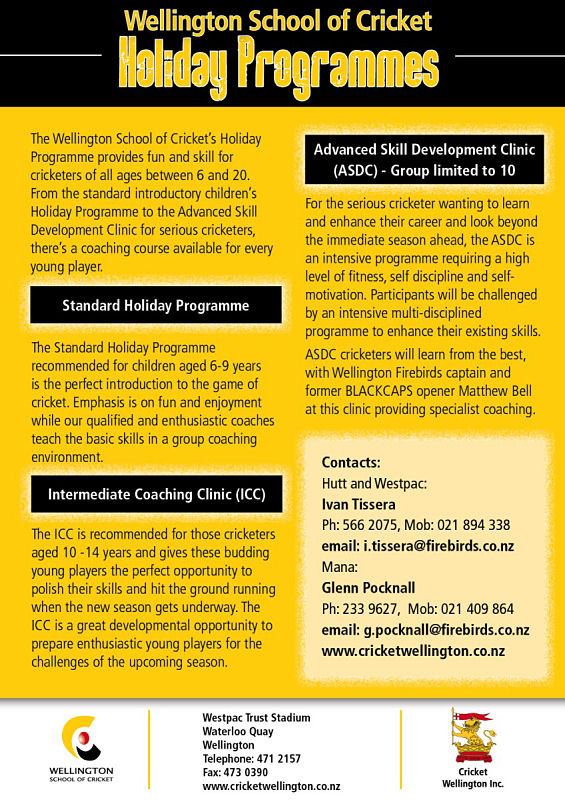 Wellington School of Cricket
Holiday Programmes
The Wellington School of Cricket's Holiday
Programme provides fun and skill for
cricketers of all ages between 6 and 20.
From the standard introductory children's
Holiday Programme to the Advanced Skill
Development Clinic for serious cricketers,
there's a coaching course available for every
young player.
Standard Holiday Programme
The Standard Holiday Programme
recommended for children aged 6-9 years
is the perfect introduction to the game of
cricket. Emphasis is on fun and enjoyment
while our qualified and enthusiastic coaches
teach the basic skills in a group coaching
environment.
Intermediate Coaching Clinic (ICC)
The ICC is recommended for those cricketers
aged 10 -14 years and gives these budding
young players the perfect opportunity to
polish their skills and hit the ground running
when the new season gets underway. The
ICC is a great developmental opportunity to
prepare enthusiastic young players for the
challenges of the upcoming season.
Advanced Skill Development Clinic
(ASDC) - Group limited to 10
For the serious cricketer wanting to learn
and enhance their career and look beyond
the immediate season ahead, the ASDC is
an intensive programme requiring a high
level of fitness, self discipline and self-
motivation. Participants will be challenged
by an intensive multi-disciplined
programme to enhance their existing skills.
ASDC cricketers will learn from the best,
with Wellington Firebirds captain and
former BLACKCAPS opener Matthew Bell
at this clinic providing specialist coaching.
Contacts:
Hutt and Westpac:
Ivan Tissera
Ph: 566 2075, Mob: 021 894 338
email: i.tissera@firebirds.co.nz
Mana:
Glenn Pocknall
Ph: 233 9627, Mob: 021 409 864
email: g.pocknall@firebirds.co.nz
www.cricketwellington.co.nz
WELLINGTON
SCHOOL OF CRICKET
Westpac Trust Stadium
Waterloo Quay
Wellington
Telephone: 471 2157
Fax: 473 0390
www.cricketwellington.co.nz
Cricket
Wellington Inc.